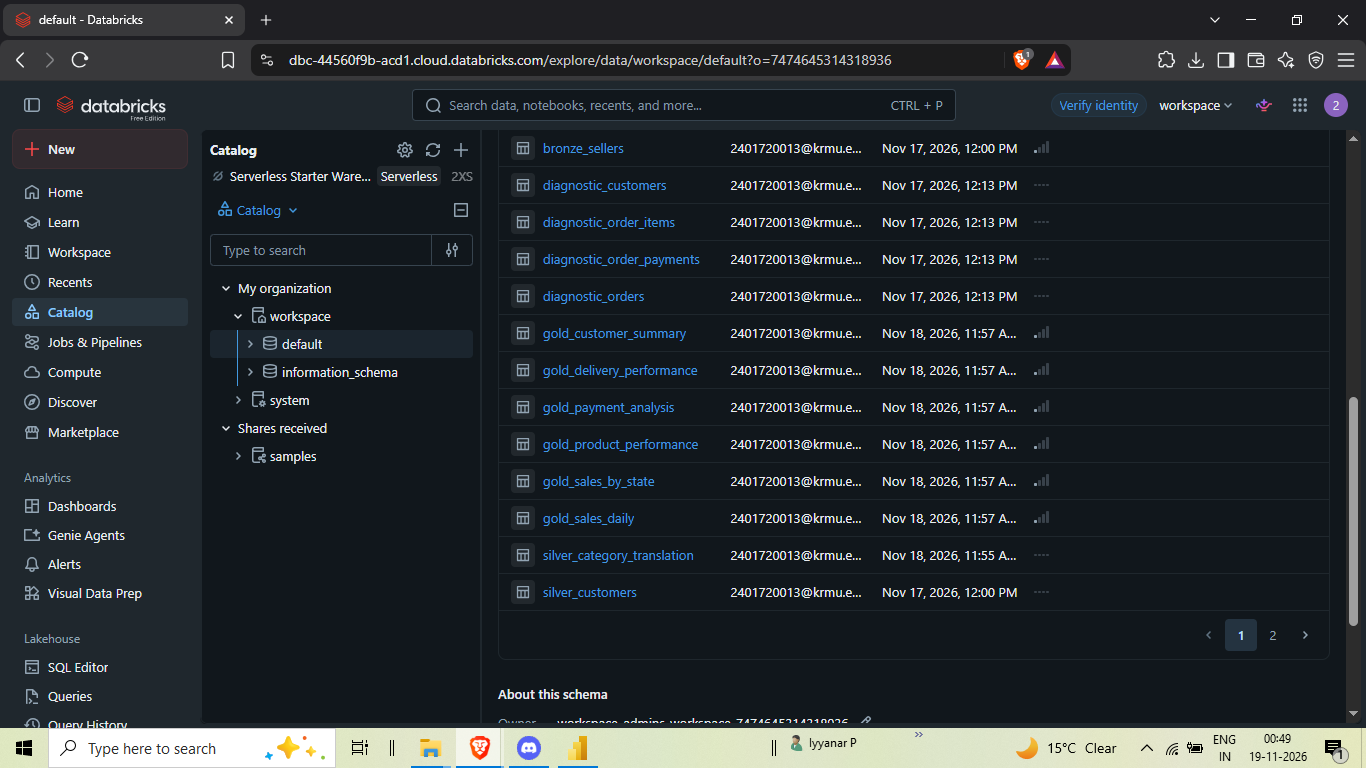 default - Databricks
dbc-44560f9b-acd1.cloud.databricks.com/explore/data/workspace/default?o=7474645314318936
1
databricks
Free Edition
Search data, notebooks, recents, and more...
CTRL + P
Verify identity
workspace
2
New
Home
Learn
Workspace
Recents
Catalog
Jobs & Pipelines
Compute
Discover
Marketplace
Analytics
Dashboards
Genie Agents
Alerts
Visual Data Prep
Lakehouse
SQL Editor
Queries
Query History
Catalog
Serverless Starter Ware... Serverless 2XS
Catalog
Type to search
My organization
workspace
default
information_schema
system
Shares received
samples
bronze_sellers 2401720013@krmu.e... Nov 17, 2026, 12:00 PM
diagnostic_customers 2401720013@krmu.e... Nov 17, 2026, 12:13 PM
diagnostic_order_items 2401720013@krmu.e... Nov 17, 2026, 12:13 PM
diagnostic_order_payments 2401720013@krmu.e... Nov 17, 2026, 12:13 PM
diagnostic_orders 2401720013@krmu.e... Nov 17, 2026, 12:13 PM
gold_customer_summary 2401720013@krmu.e... Nov 18, 2026, 11:57 A...
gold_delivery_performance 2401720013@krmu.e... Nov 18, 2026, 11:57 A...
gold_payment_analysis 2401720013@krmu.e... Nov 18, 2026, 11:57 A...
gold_product_performance 2401720013@krmu.e... Nov 18, 2026, 11:57 A...
gold_sales_by_state 2401720013@krmu.e... Nov 18, 2026, 11:57 A...
gold_sales_daily 2401720013@krmu.e... Nov 18, 2026, 11:57 A...
silver_category_translation 2401720013@krmu.e... Nov 18, 2026, 11:55 A...
silver_customers 2401720013@krmu.e... Nov 17, 2026, 12:00 PM
1 2
About this schema
Owner workspace_admins_workspace_7474645314318936
Type here to search
Iyyanar P
15°C Clear
ENG
IN
00:49
19-11-2026
1